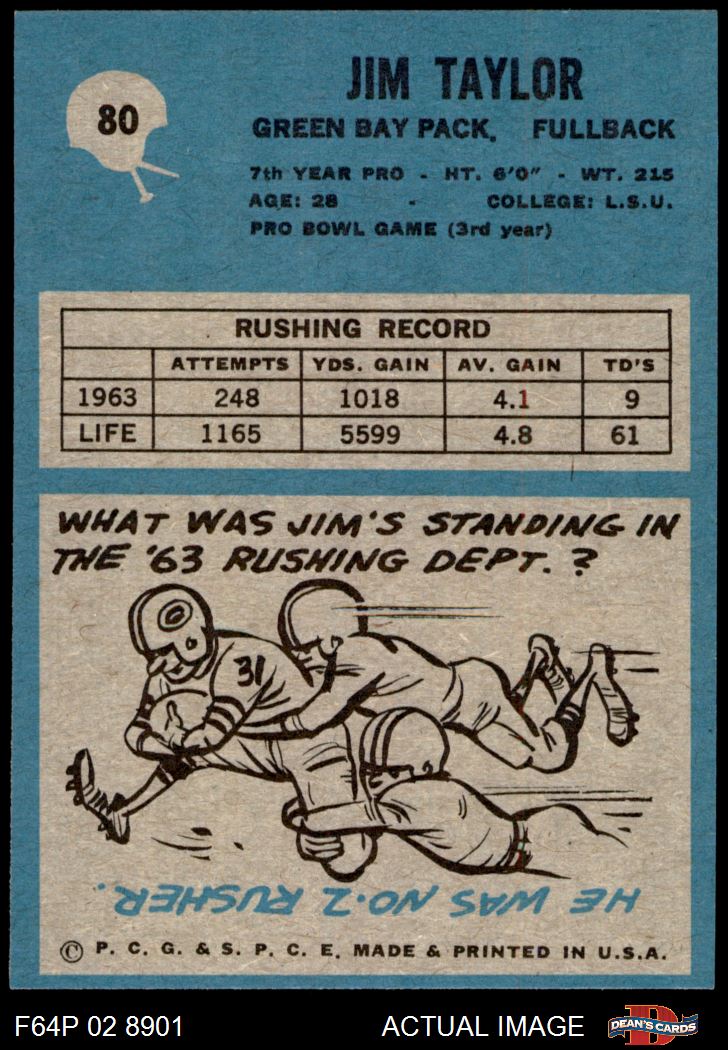 80
JIM TAYLOR
GREEN BAY PACK. FULLBACK
7th YEAR PRO - HT. 6'0" - WT. 215
AGE: 28 - COLLEGE: L.S.U.
PRO BOWL GAME (3rd year)
RUSHING RECORD
ATTEMPTS YDS. GAIN AV. GAIN TD'S
1963 248 1018 4.1 9
LIFE 1165 5599 4.8 61
WHAT WAS JIM'S STANDING IN
THE '63 RUSHING DEPT. ?
31
HE WAS NO. 2 RUSHER.
© P. C. G. & S. P. C. E. MADE & PRINTED IN U.S.A.
F64P 02 8901 ACTUAL IMAGE D DEAN'S CARDS